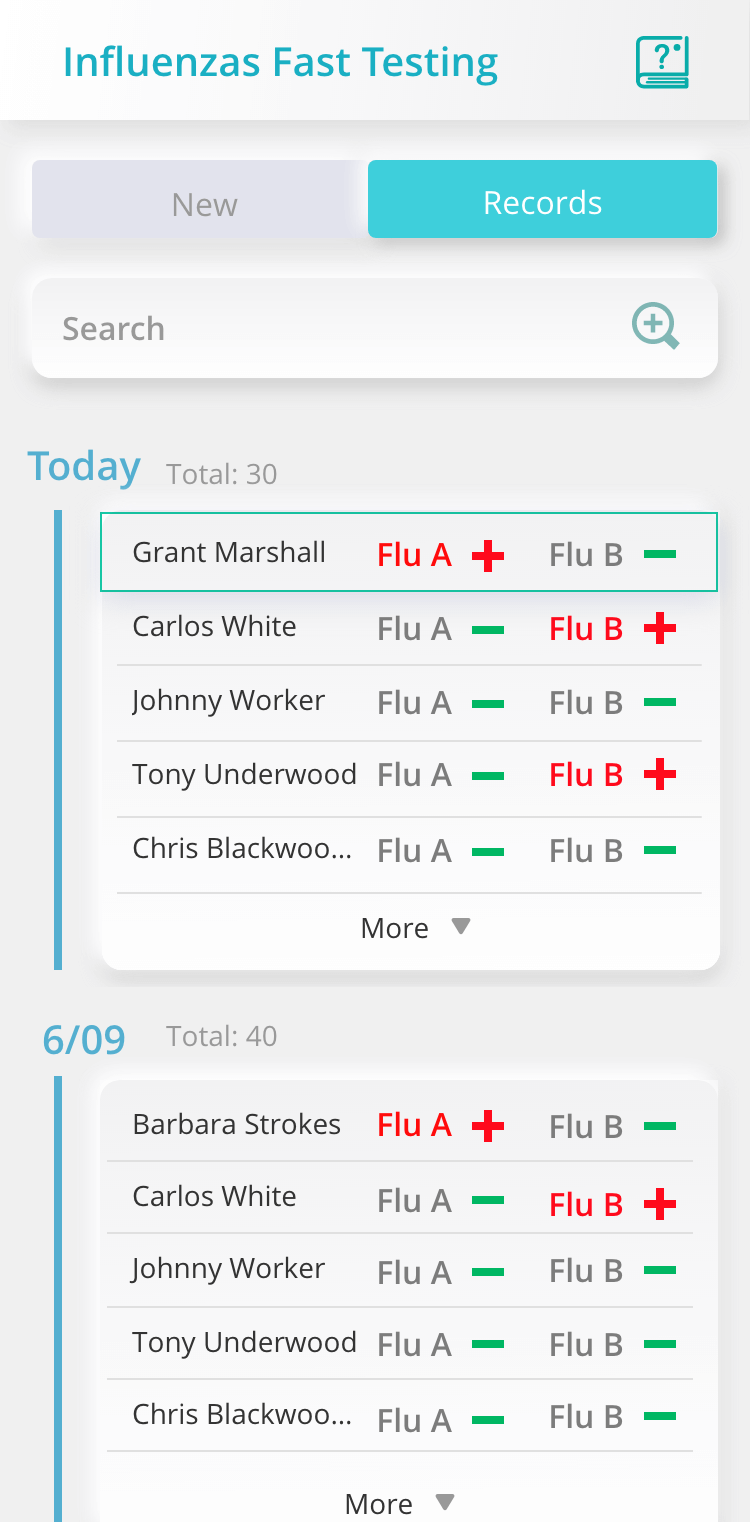 Influenzas Fast Testing
?
New Records
Search
Today Total: 30
Grant Marshall Flu A + Flu B −
Carlos White Flu A − Flu B +
Johnny Worker Flu A − Flu B −
Tony Underwood Flu A − Flu B +
Chris Blackwoo... Flu A − Flu B −
More
6/09 Total: 40
Barbara Strokes Flu A + Flu B −
Carlos White Flu A − Flu B +
Johnny Worker Flu A − Flu B −
Tony Underwood Flu A − Flu B −
Chris Blackwoo... Flu A − Flu B −
More